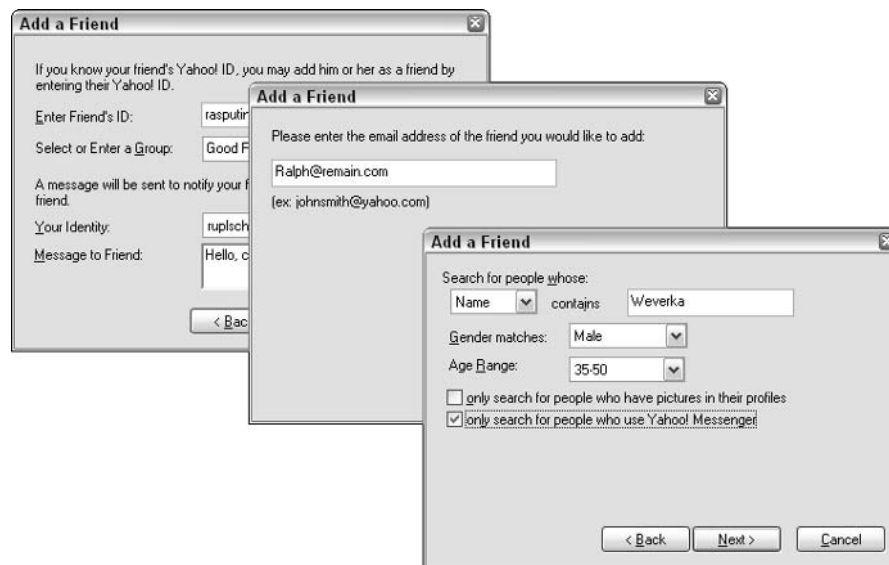 Add a Friend
If you know your friend's Yahoo! ID, you may add him or her as a friend by
entering their Yahoo! ID.
Enter Friend's ID: rasputin
Select or Enter a Group: Good F
A message will be sent to notify your f
friend.
Your Identity: ruplsch
Message to Friend: Hello, c
< Bac
Add a Friend
Please enter the email address of the friend you would like to add:
Ralph@remain.com
(ex: johnsmith@yahoo.com)
Add a Friend
Search for people whose:
Name contains Weverka
Gender matches: Male
Age Range: 35-50
only search for people who have pictures in their profiles
only search for people who use Yahoo! Messenger
< Back Next > Cancel